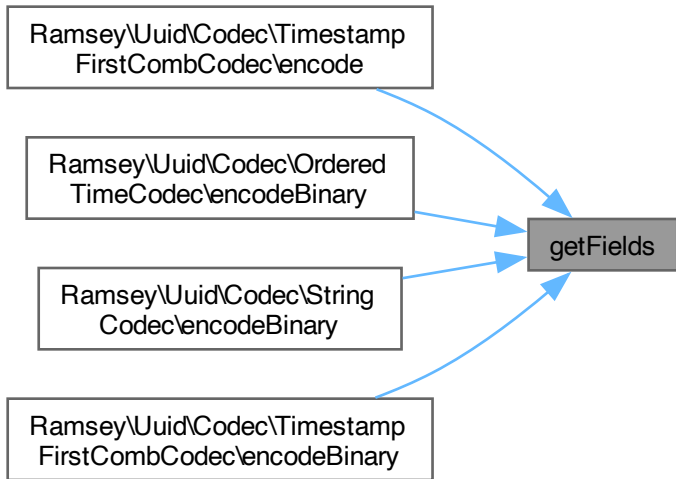 Ramsey\Uuid\Codec\Timestamp
FirstCombCodec\encode
Ramsey\Uuid\Codec\Ordered
TimeCodec\encodeBinary
getFields
Ramsey\Uuid\Codec\String
Codec\encodeBinary
Ramsey\Uuid\Codec\Timestamp
FirstCombCodec\encodeBinary